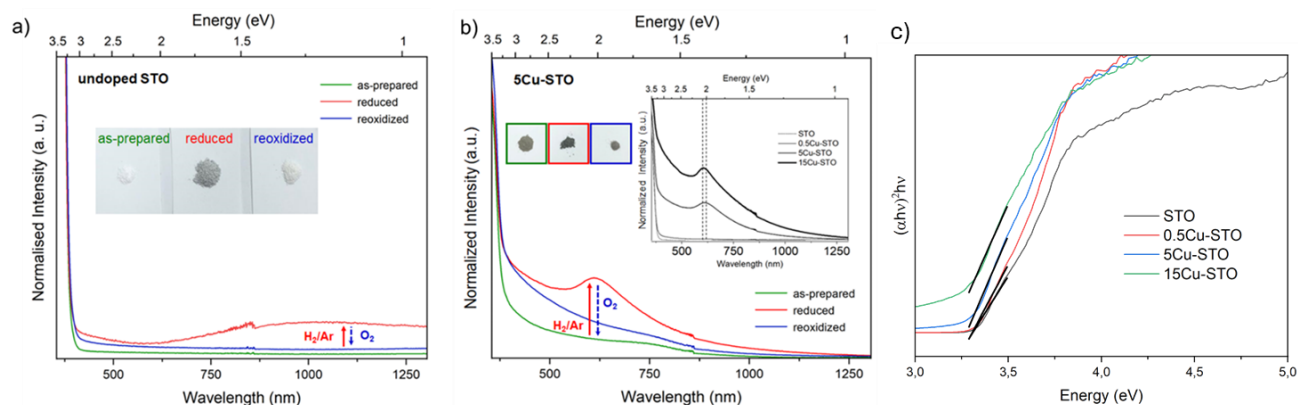 a)
Energy (eV)
3.5 3 2.5 2 1.5 1
undoped STO
as-prepared
reduced
reoxidized
as-prepared reduced reoxidized
H2/Ar O2
Normalised Intensity (a. u.)
500 750 1000 1250
Wavelength (nm)
b)
Energy (eV)
3.5 3 2.5 2 1.5 1
5Cu-STO
Energy (eV)
3.5 3 2.5 2 1.5 1
STO
0.5Cu-STO
5Cu-STO
15Cu-STO
Normalized Intensity (a.u.)
500 750 1000 1250
Wavelength (nm)
O2
H2/Ar
as-prepared
reduced
reoxidized
Normalized Intensity (a.u.)
500 750 1000 1250
Wavelength (nm)
c)
(αhν)²hν
STO
0.5Cu-STO
5Cu-STO
15Cu-STO
3,0 3,5 4,0 4,5 5,0
Energy (eV)